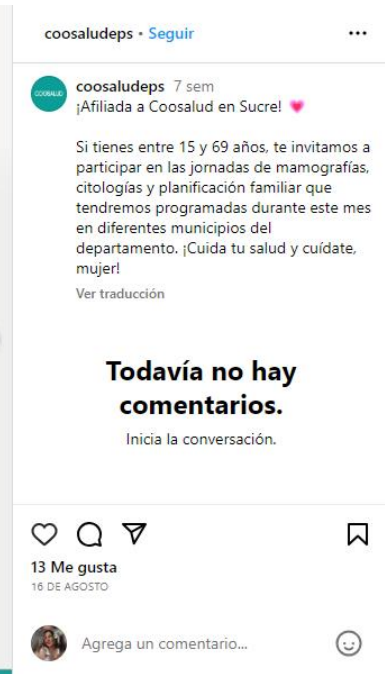 coosaludeps • Seguir
COOSALUD
coosaludeps 7 sem
¡Afiliada a Coosalud en Sucre! 💗
Si tienes entre 15 y 69 años, te invitamos a
participar en las jornadas de mamografías,
citologías y planificación familiar que
tendremos programadas durante este mes
en diferentes municipios del
departamento. ¡Cuida tu salud y cuídate,
mujer!
Ver traducción
Todavía no hay
comentarios.
Inicia la conversación.
13 Me gusta
16 DE AGOSTO
Agrega un comentario...